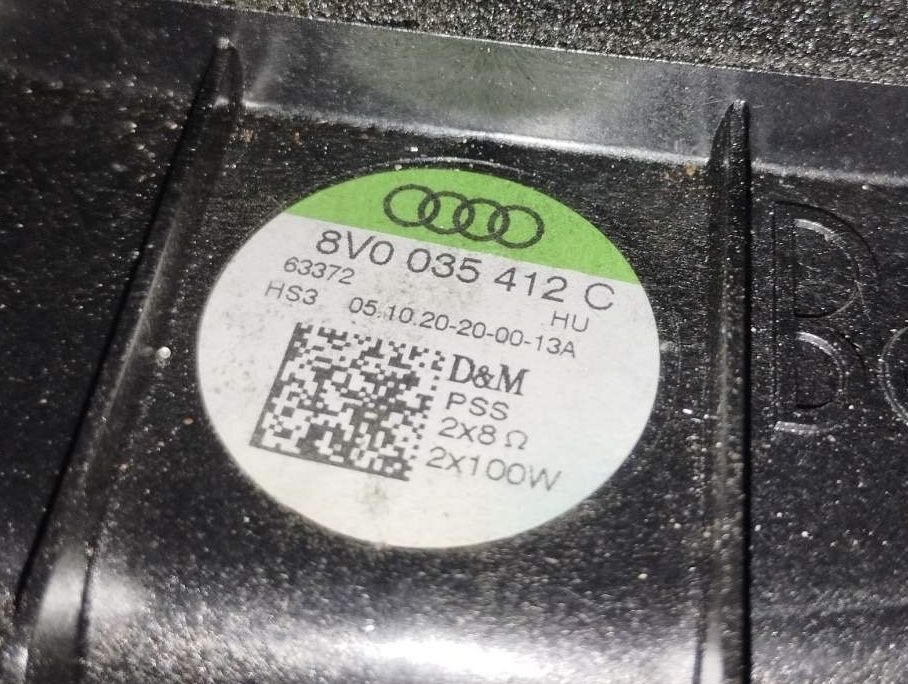 8V0 035 412 C
63372 HU
HS3 05.10.20-20-00-13A
D&M
PSS
2x8 Ω
2x100W
B